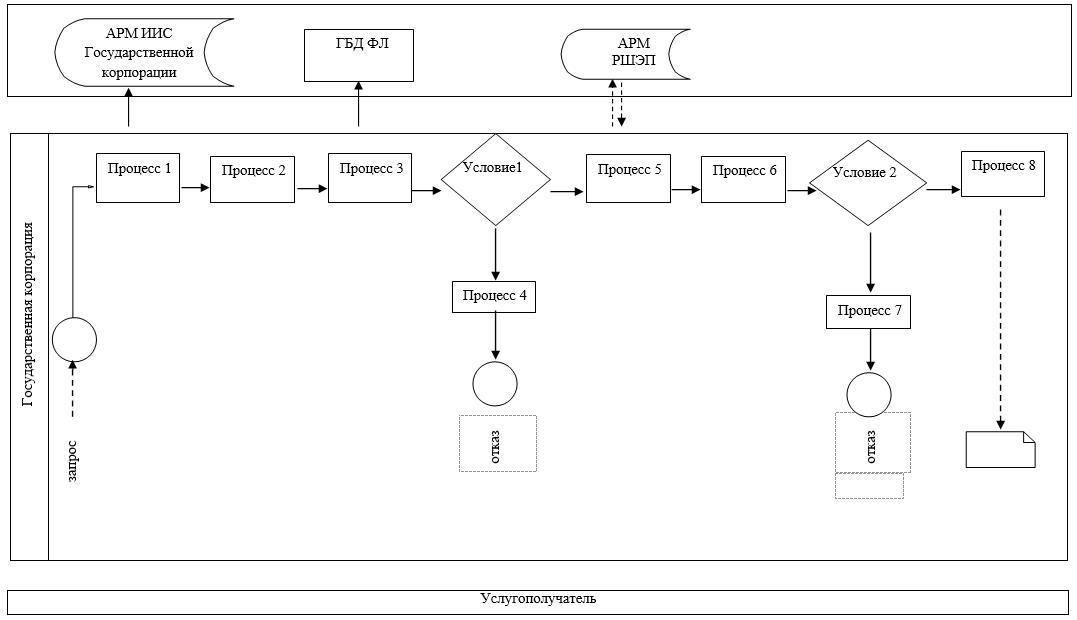 АРМ ИИС
Государственной
корпорации
ГБД ФЛ
АРМ
РШЭП
Государственная корпорация
Процесс 1
Процесс 2
Процесс 3
Условие1
Процесс 5
Процесс 6
Условие 2
Процесс 8
Процесс 4
Процесс 7
запрос
отказ
отказ
Услугополучатель